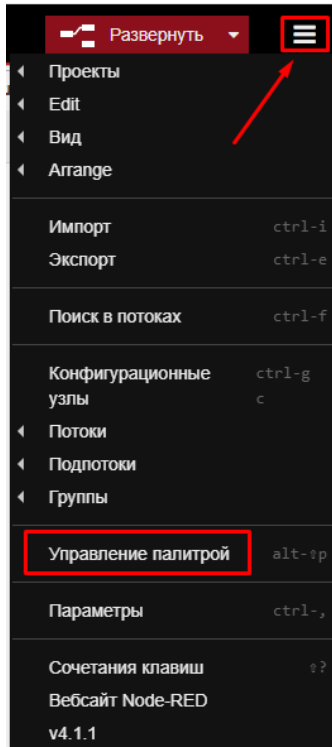 Развернуть
Проекты
Edit
Вид
Arrange
Импорт ctrl-i
Экспорт ctrl-e
Поиск в потоках ctrl-f
Конфигурационные ctrl-g
узлы c
Потоки
Подпотоки
Группы
Управление палитрой alt-⇧p
Параметры ctrl-,
Сочетания клавиш ⇧?
Вебсайт Node-RED
v4.1.1